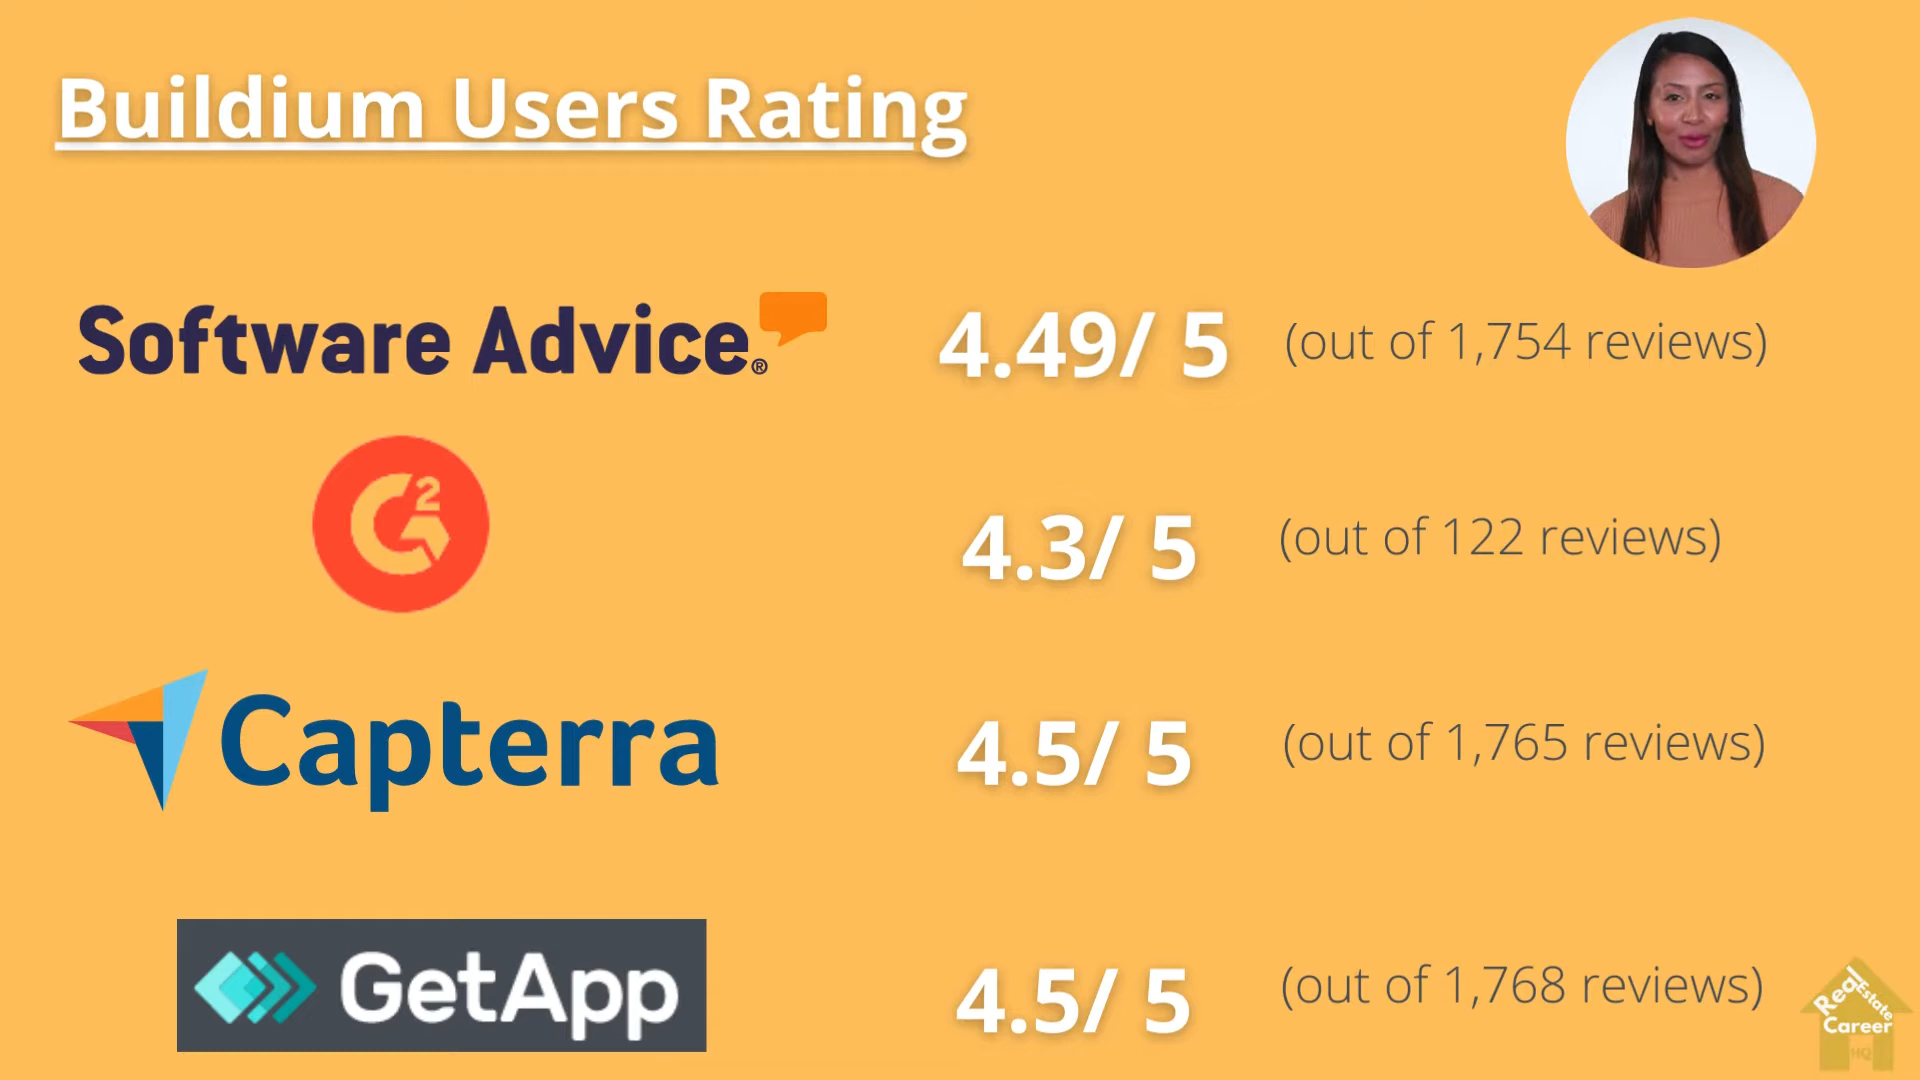 Buildium Users Rating
Software Advice.®
4.49/ 5
(out of 1,754 reviews)
G2
4.3/ 5
(out of 122 reviews)
Capterra
4.5/ 5
(out of 1,765 reviews)
GetApp
4.5/ 5
(out of 1,768 reviews)
Real
Estate
Career
HQ